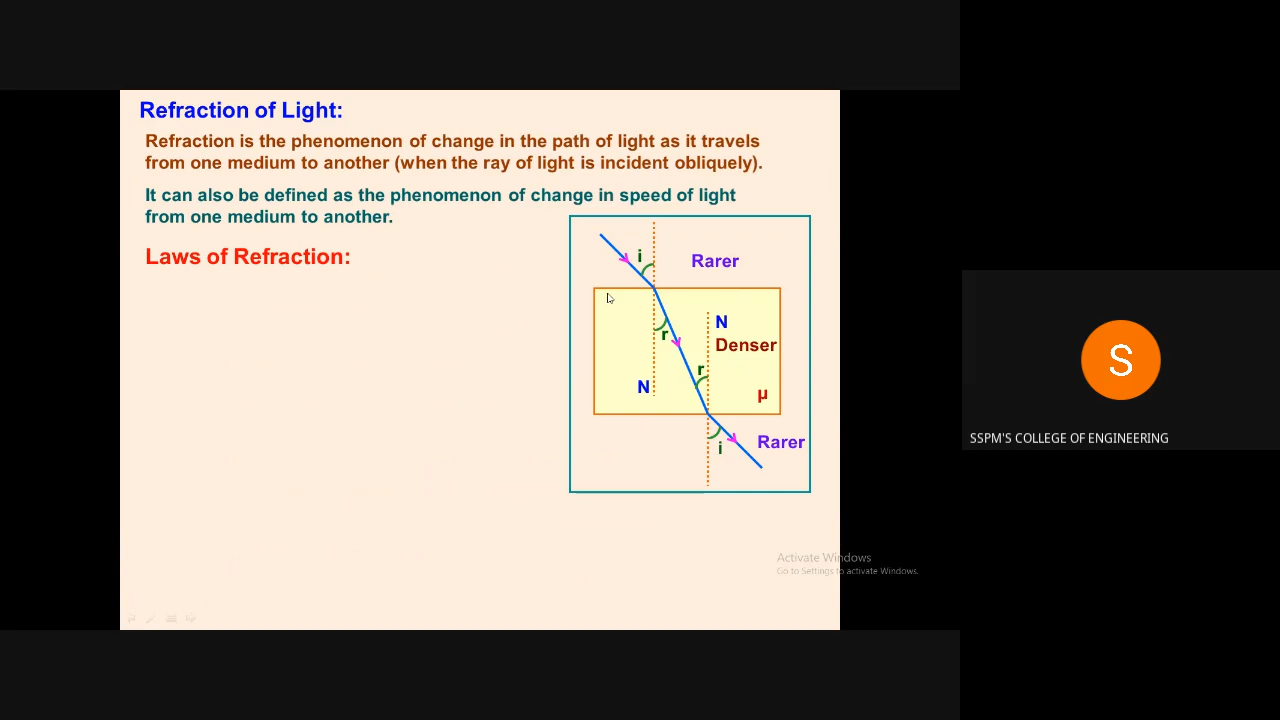 Refraction of Light:
Refraction is the phenomenon of change in the path of light as it travels
from one medium to another (when the ray of light is incident obliquely).
It can also be defined as the phenomenon of change in speed of light
from one medium to another.
Laws of Refraction:
i
Rarer
r
N
Denser
r
N
μ
i
Rarer
S
SSPM'S COLLEGE OF ENGINEERING
Activate Windows
Go to Settings to activate Windows.